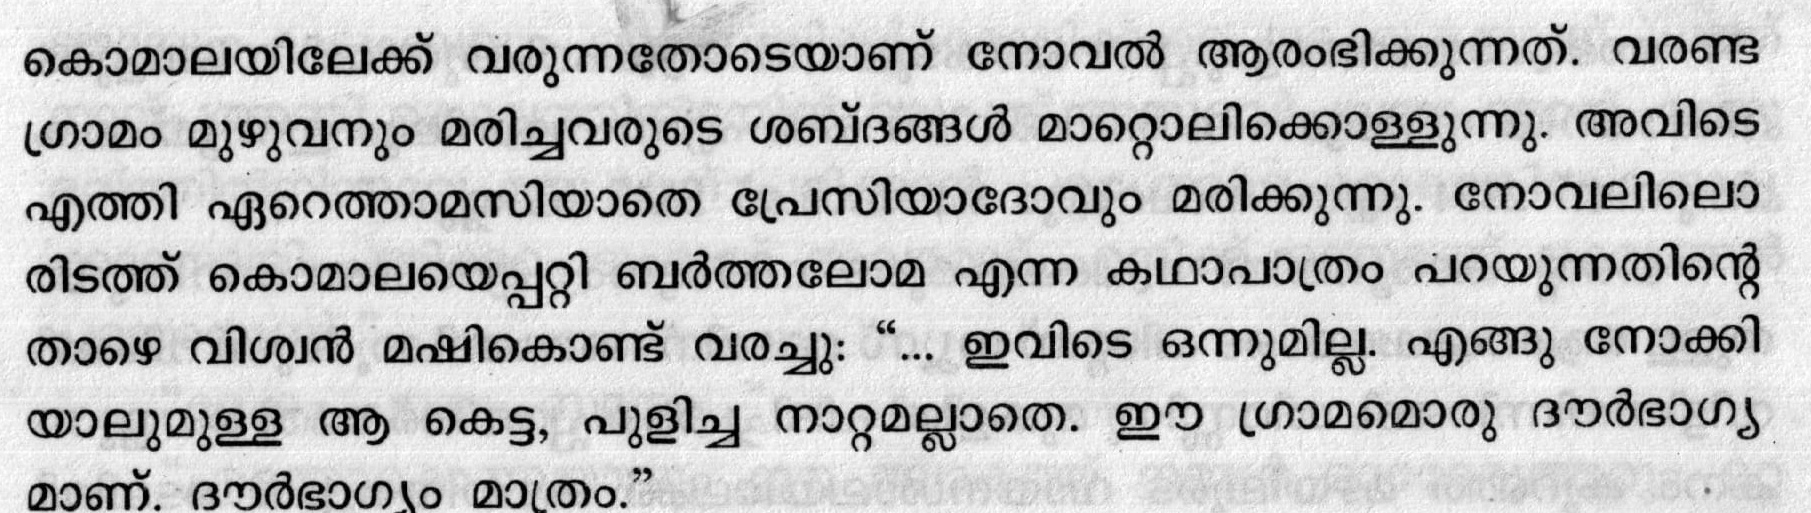 കൊമാലയിലേക്ക് വരുന്നതോടെയാണ് നോവൽ ആരംഭിക്കുന്നത്. വരണ്ട
ഗ്രാമം മുഴുവനും മരിച്ചവരുടെ ശബ്ദങ്ങൾ മാറ്റൊലിക്കൊള്ളുന്നു. അവിടെ
എത്തി ഏറെത്താമസിയാതെ പ്രേസിയാദോവും മരിക്കുന്നു. നോവലിലൊ
രിടത്ത് കൊമാലയെപ്പറ്റി ബർത്തലോമ എന്ന കഥാപാത്രം പറയുന്നതിന്റെ
താഴെ വിശ്വൻ മഷികൊണ്ട് വരച്ചു: “... ഇവിടെ ഒന്നുമില്ല. എങ്ങു നോക്കി
യാലുമുള്ള ആ കെട്ട, പുളിച്ച നാറ്റമല്ലാതെ. ഈ ഗ്രാമമൊരു ദൗർഭാഗ്യ
മാണ്. ദൗർഭാഗ്യം മാത്രം.”